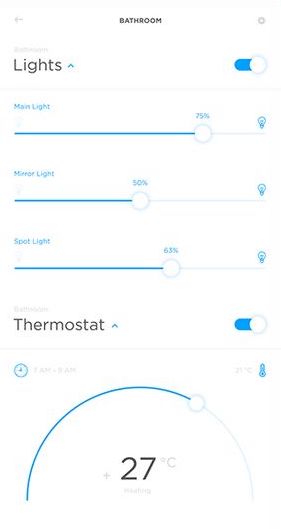 BATHROOM
Bathroom
Lights
Main Light
75%
Mirror Light
50%
Spot Light
63%
Bathroom
Thermostat
7 AM - 9 AM
21 °C
+ 27 °C
Heating